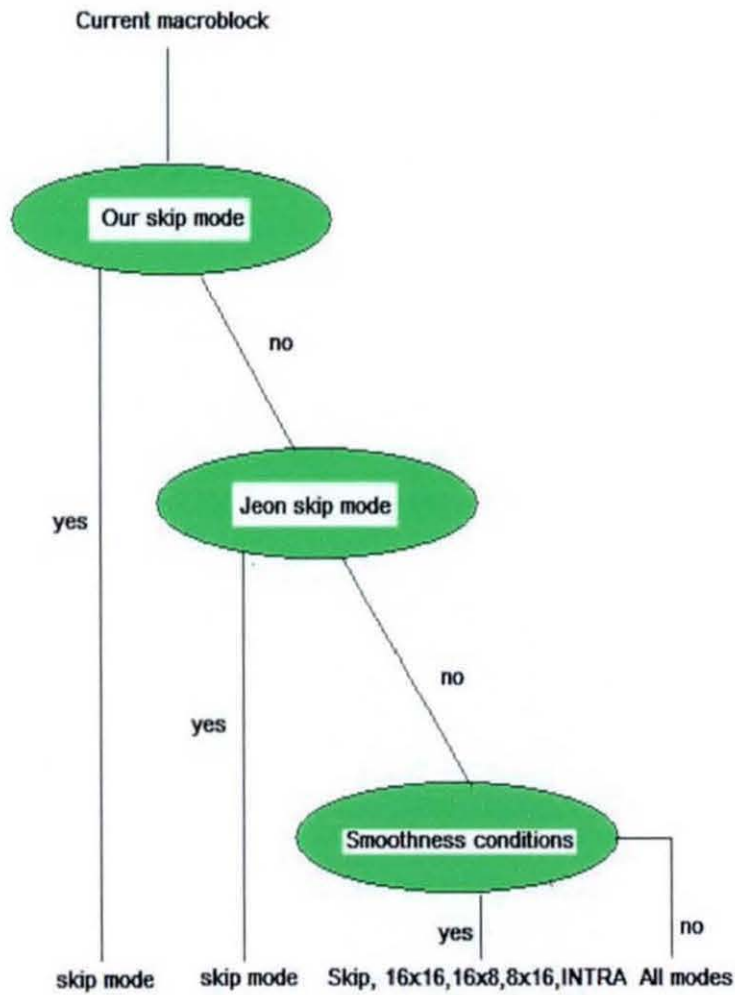 Current macroblock
Our skip mode
no
Jeon skip mode
yes
no
yes
Smoothness conditions
yes
no
skip mode
skip mode
Skip, 16x16,16x8,8x16,INTRA
All modes